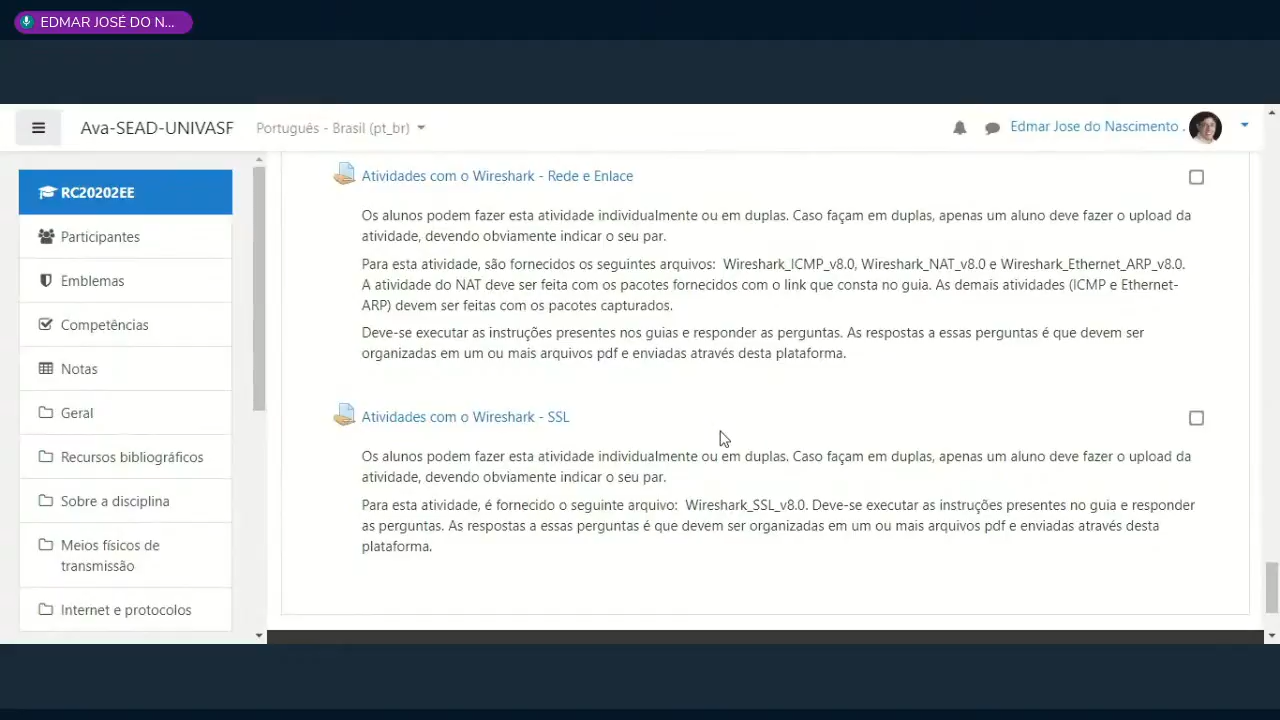 EDMAR JOSÉ DO N...
Ava-SEAD-UNIVASF
Português - Brasil (pt_br)
Edmar Jose do Nascimento .
RC20202EE
Participantes
Emblemas
Competências
Notas
Geral
Recursos bibliográficos
Sobre a disciplina
Meios físicos de
transmissão
Internet e protocolos
Atividades com o Wireshark - Rede e Enlace
Os alunos podem fazer esta atividade individualmente ou em duplas. Caso façam em duplas, apenas um aluno deve fazer o upload da
atividade, devendo obviamente indicar o seu par.
Para esta atividade, são fornecidos os seguintes arquivos: Wireshark_ICMP_v8.0, Wireshark_NAT_v8.0 e Wireshark_Ethernet_ARP_v8.0.
A atividade do NAT deve ser feita com os pacotes fornecidos com o link que consta no guia. As demais atividades (ICMP e Ethernet-
ARP) devem ser feitas com os pacotes capturados.
Deve-se executar as instruções presentes nos guias e responder as perguntas. As respostas a essas perguntas é que devem ser
organizadas em um ou mais arquivos pdf e enviadas através desta plataforma.
Atividades com o Wireshark - SSL
Os alunos podem fazer esta atividade individualmente ou em duplas. Caso façam em duplas, apenas um aluno deve fazer o upload da
atividade, devendo obviamente indicar o seu par.
Para esta atividade, é fornecido o seguinte arquivo: Wireshark_SSL_v8.0. Deve-se executar as instruções presentes no guia e responder
as perguntas. As respostas a essas perguntas é que devem ser organizadas em um ou mais arquivos pdf e enviadas através desta
plataforma.